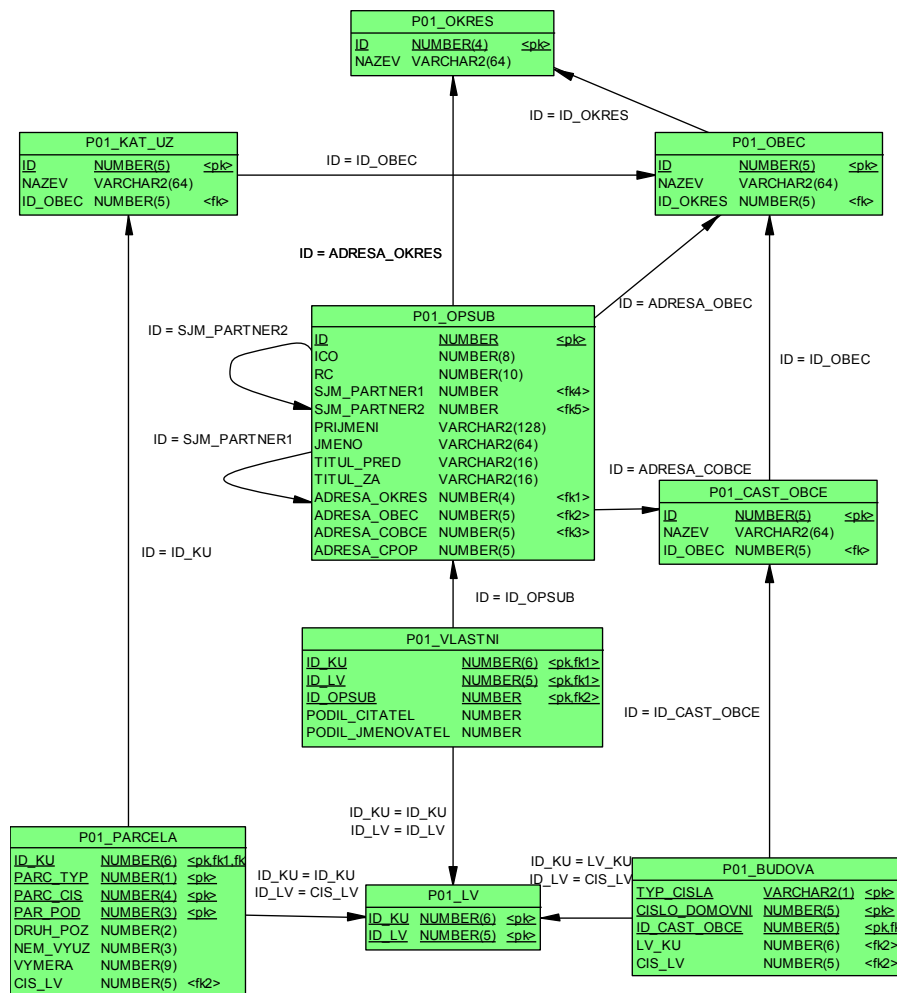 P01_OKRES
ID NUMBER(4) <pk>
NAZEV VARCHAR2(64)
ID = ID_OKRES
P01_KAT_UZ
ID NUMBER(5) <pk>
NAZEV VARCHAR2(64)
ID_OBEC NUMBER(5) <fk>
ID = ID_OBEC
P01_OBEC
ID NUMBER(5) <pk>
NAZEV VARCHAR2(64)
ID_OKRES NUMBER(5) <fk>
ID = ADRESA_OKRES
ID = ADRESA_OBEC
ID = SJM_PARTNER2
ID = SJM_PARTNER1
P01_OPSUB
ID NUMBER <pk>
ICO NUMBER(8)
RC NUMBER(10)
SJM_PARTNER1 NUMBER <fk4>
SJM_PARTNER2 NUMBER <fk5>
PRIJMENI VARCHAR2(128)
JMENO VARCHAR2(64)
TITUL_PRED VARCHAR2(16)
TITUL_ZA VARCHAR2(16)
ADRESA_OKRES NUMBER(4) <fk1>
ADRESA_OBEC NUMBER(5) <fk2>
ADRESA_COBCE NUMBER(5) <fk3>
ADRESA_CPOP NUMBER(5)
ID = ID_OBEC
ID = ADRESA_COBCE
P01_CAST_OBCE
ID NUMBER(5) <pk>
NAZEV VARCHAR2(64)
ID_OBEC NUMBER(5) <fk>
ID = ID_KU
ID = ID_OPSUB
P01_VLASTNI
ID_KU NUMBER(6) <pk,fk1>
ID_LV NUMBER(5) <pk,fk1>
ID_OPSUB NUMBER <pk,fk2>
PODIL_CITATEL NUMBER
PODIL_JMENOVATEL NUMBER
ID = ID_CAST_OBCE
ID_KU = ID_KU
ID_LV = ID_LV
P01_PARCELA
ID_KU NUMBER(6) <pk,fk1,fk
PARC_TYP NUMBER(1) <pk>
PARC_CIS NUMBER(4) <pk>
PAR_POD NUMBER(3) <pk>
DRUH_POZ NUMBER(2)
NEM_VYUZ NUMBER(3)
VYMERA NUMBER(9)
CIS_LV NUMBER(5) <fk2>
ID_KU = ID_KU
ID_LV = CIS_LV
P01_LV
ID_KU NUMBER(6) <pk>
ID_LV NUMBER(5) <pk>
ID_KU = LV_KU
ID_LV = CIS_LV
P01_BUDOVA
TYP_CISLA VARCHAR2(1) <pk>
CISLO_DOMOVNI NUMBER(5) <pk>
ID_CAST_OBCE NUMBER(5) <pk,fk
LV_KU NUMBER(6) <fk2>
CIS_LV NUMBER(5) <fk2>